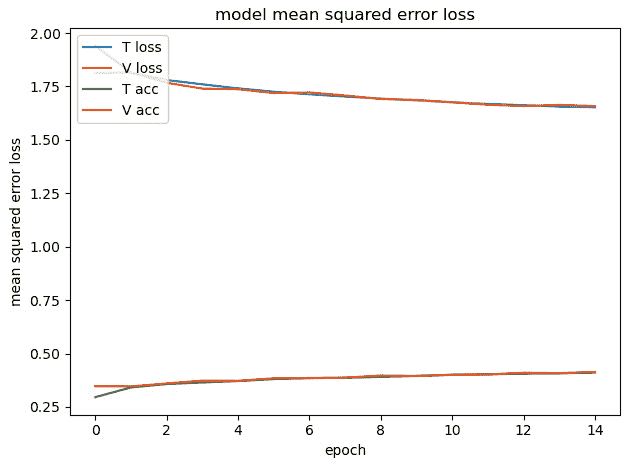 model mean squared error loss
2.00
1.75
1.50
1.25
1.00
0.75
0.50
0.25
mean squared error loss
T loss
V loss
T acc
V acc
0 2 4 6 8 10 12 14
epoch